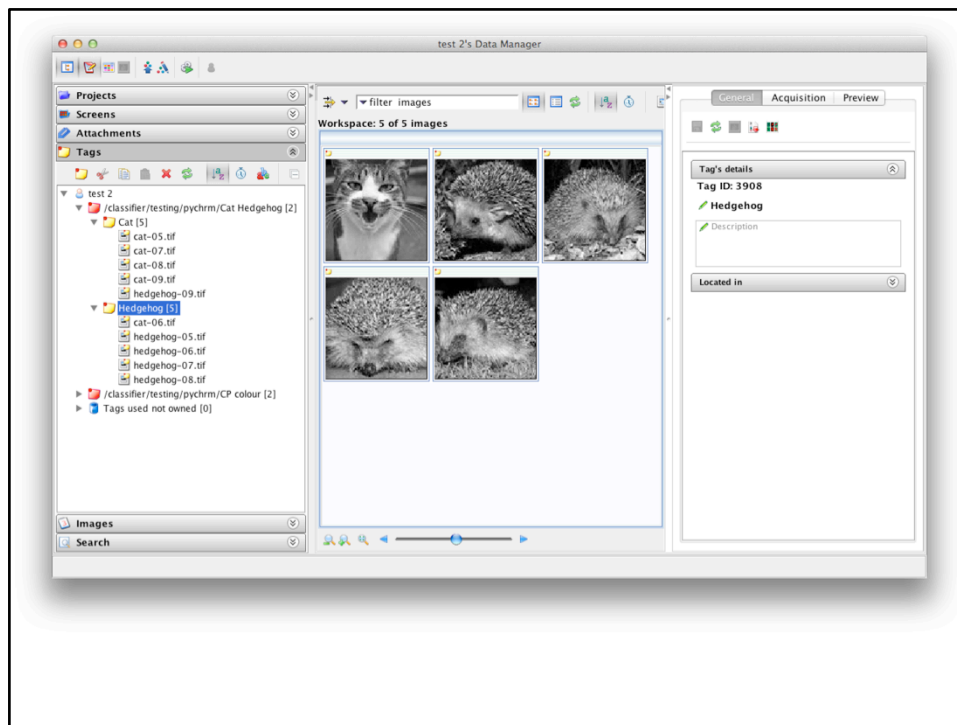 test 2's Data Manager
Projects
Screens
Attachments
Tags
test 2
/classifier/testing/pychrm/Cat Hedgehog [2]
Cat [5]
cat-05.tif
cat-07.tif
cat-08.tif
cat-09.tif
hedgehog-09.tif
Hedgehog [5]
cat-06.tif
hedgehog-05.tif
hedgehog-06.tif
hedgehog-07.tif
hedgehog-08.tif
/classifier/testing/pychrm/CP colour [2]
Tags used not owned [0]
Images
Search
filter images
Workspace: 5 of 5 images
General Acquisition Preview
Tag's details
Tag ID: 3908
Hedgehog
Description
Located in